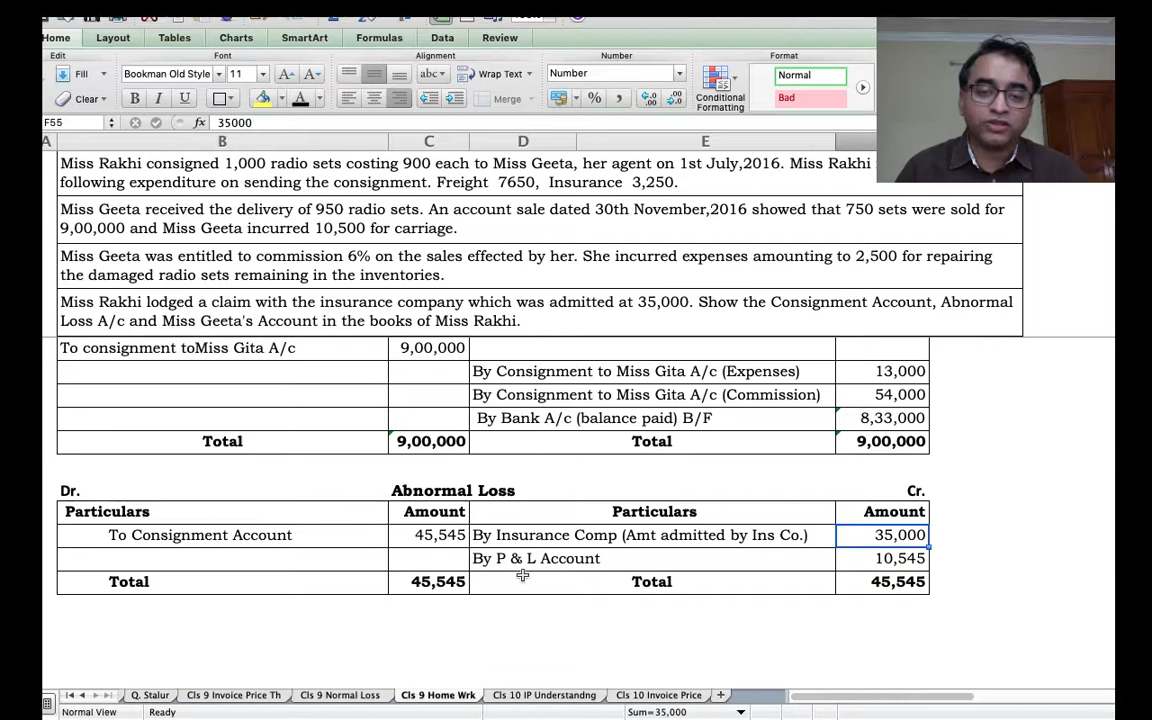 Home Layout Tables Charts SmartArt Formulas Data Review
Edit Font Alignment Number Format
Fill Bookman Old Style 11 A A abc Wrap Text Number Normal
Clear B I U A Merge % , Conditional Formatting Bad
F55 fx 35000
A B C D E
Miss Rakhi consigned 1,000 radio sets costing 900 each to Miss Geeta, her agent on 1st July,2016. Miss Rakhi
following expenditure on sending the consignment. Freight 7650, Insurance 3,250.
Miss Geeta received the delivery of 950 radio sets. An account sale dated 30th November,2016 showed that 750 sets were sold for
9,00,000 and Miss Geeta incurred 10,500 for carriage.
Miss Geeta was entitled to commission 6% on the sales effected by her. She incurred expenses amounting to 2,500 for repairing
the damaged radio sets remaining in the inventories.
Miss Rakhi lodged a claim with the insurance company which was admitted at 35,000. Show the Consignment Account, Abnormal
Loss A/c and Miss Geeta's Account in the books of Miss Rakhi.
To consignment toMiss Gita A/c 9,00,000
By Consignment to Miss Gita A/c (Expenses) 13,000
By Consignment to Miss Gita A/c (Commission) 54,000
By Bank A/c (balance paid) B/F 8,33,000
Total 9,00,000 Total 9,00,000
Dr. Abnormal Loss Cr.
Particulars Amount Particulars Amount
To Consignment Account 45,545 By Insurance Comp (Amt admitted by Ins Co.) 35,000
By P & L Account 10,545
Total 45,545 Total 45,545
Q. Stalur Cls 9 Invoice Price Th Cls 9 Normal Loss Cls 9 Home Wrk Cls 10 IP Understandng Cls 10 Invoice Price +
Normal View Ready Sum=35,000